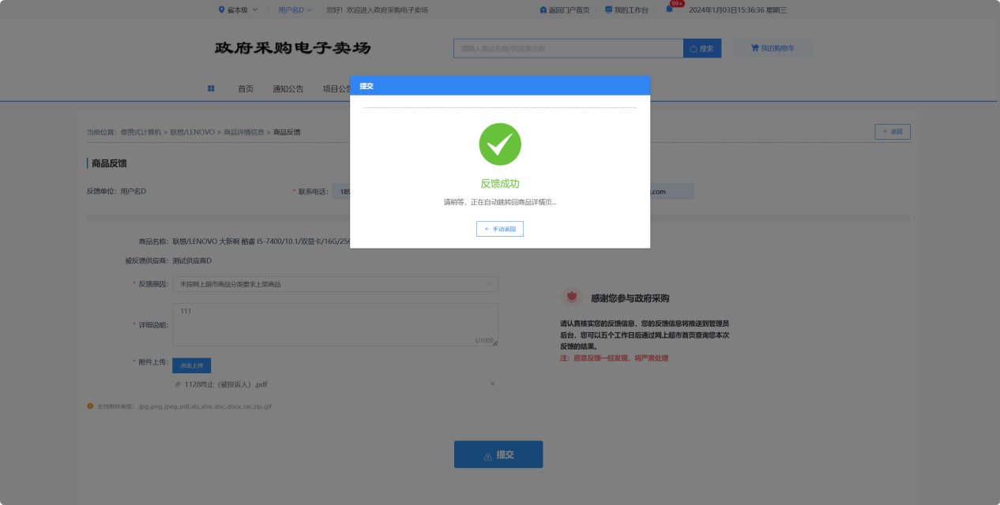 省本级
用户名D
您好！欢迎进入政府采购电子卖场
返回门户首页
我的工作台
99+
2024年1月03日15:36:36 星期三
政府采购电子卖场
请输入商品名称/供应商全称
搜索
我的购物车
首页
通知公告
项目公告
提交
当前位置：便携式计算机 > 联想/LENOVO > 商品详情信息 > 商品反馈
返回
商品反馈
反馈单位：用户名D
* 联系电话：
189
.com
反馈成功
请稍等，正在自动跳转回商品详情页...
手动返回
商品名称：联想/LENOVO 大新啊 酷睿 I5-7400/10.1/双显卡/16G/256
被反馈供应商：测试供应商D
* 反馈原因：
未按网上超市商品分类要求上架商品
* 详细说明：
111
3/1000
* 附件上传：
点击上传
1128终止（被投诉人）.pdf
支持附件类型：.jpg,.png,.jpeg,.pdf,.xls,.xlsx,.doc,.docx,.rar,.zip,.gif
感谢您参与政府采购
请认真核实您的反馈信息，您的反馈信息将推送到管理员
后台，您可以五个工作日后通过网上超市首页查询您本次
反馈的结果。
注：恶意反馈一经发现，将严肃处理
提交